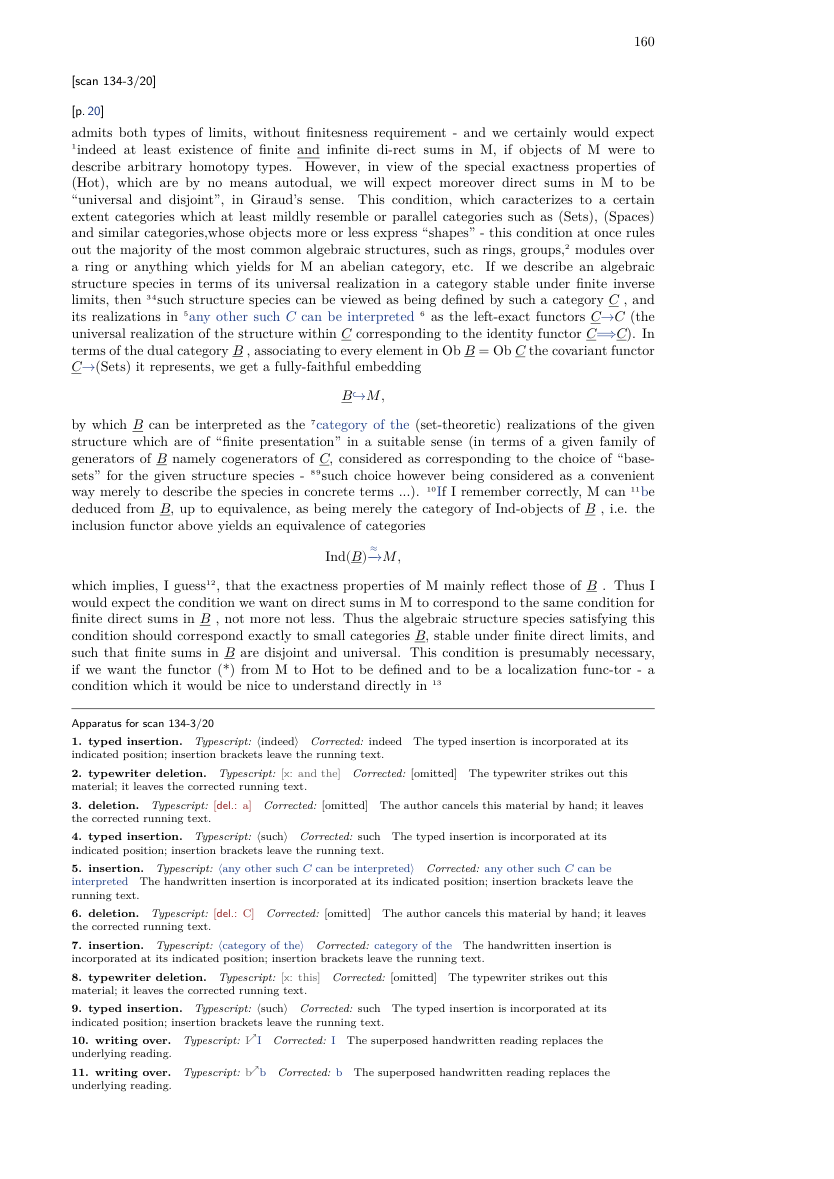 160
[scan 134-3/20]
[p. 20]
admits both types of limits, without finitesness requirement - and we certainly would expect
¹indeed at least existence of finite and infinite di-rect sums in M, if objects of M were to
describe arbitrary homotopy types. However, in view of the special exactness properties of
(Hot), which are by no means autodual, we will expect moreover direct sums in M to be
“universal and disjoint”, in Giraud’s sense. This condition, which caracterizes to a certain
extent categories which at least mildly resemble or parallel categories such as (Sets), (Spaces)
and similar categories,whose objects more or less express “shapes” - this condition at once rules
out the majority of the most common algebraic structures, such as rings, groups,² modules over
a ring or anything which yields for M an abelian category, etc. If we describe an algebraic
structure species in terms of its universal realization in a category stable under finite inverse
limits, then ³⁴such structure species can be viewed as being defined by such a category C , and
its realizations in ⁵any other such C can be interpreted ⁶ as the left-exact functors C→C (the
universal realization of the structure within C corresponding to the identity functor C⟹C). In
terms of the dual category B , associating to every element in Ob B = Ob C the covariant functor
C→(Sets) it represents, we get a fully-faithful embedding
B↪M,
by which B can be interpreted as the ⁷category of the (set-theoretic) realizations of the given
structure which are of “finite presentation” in a suitable sense (in terms of a given family of
generators of B namely cogenerators of C, considered as corresponding to the choice of “base-
sets” for the given structure species - ⁸⁹such choice however being considered as a convenient
way merely to describe the species in concrete terms ...). ¹⁰If I remember correctly, M can ¹¹be
deduced from B, up to equivalence, as being merely the category of Ind-objects of B , i.e. the
inclusion functor above yields an equivalence of categories
Ind(B)→≈M,
which implies, I guess¹², that the exactness properties of M mainly reflect those of B . Thus I
would expect the condition we want on direct sums in M to correspond to the same condition for
finite direct sums in B , not more not less. Thus the algebraic structure species satisfying this
condition should correspond exactly to small categories B, stable under finite direct limits, and
such that finite sums in B are disjoint and universal. This condition is presumably necessary,
if we want the functor (*) from M to Hot to be defined and to be a localization func-tor - a
condition which it would be nice to understand directly in ¹³
Apparatus for scan 134-3/20
1. typed insertion. Typescript: ⟨indeed⟩ Corrected: indeed The typed insertion is incorporated at its
indicated position; insertion brackets leave the running text.
2. typewriter deletion. Typescript: [x: and the] Corrected: [omitted] The typewriter strikes out this
material; it leaves the corrected running text.
3. deletion. Typescript: [del.: a] Corrected: [omitted] The author cancels this material by hand; it leaves
the corrected running text.
4. typed insertion. Typescript: ⟨such⟩ Corrected: such The typed insertion is incorporated at its
indicated position; insertion brackets leave the running text.
5. insertion. Typescript: ⟨any other such C can be interpreted⟩ Corrected: any other such C can be
interpreted The handwritten insertion is incorporated at its indicated position; insertion brackets leave the
running text.
6. deletion. Typescript: [del.: C] Corrected: [omitted] The author cancels this material by hand; it leaves
the corrected running text.
7. insertion. Typescript: ⟨category of the⟩ Corrected: category of the The handwritten insertion is
incorporated at its indicated position; insertion brackets leave the running text.
8. typewriter deletion. Typescript: [x: this] Corrected: [omitted] The typewriter strikes out this
material; it leaves the corrected running text.
9. typed insertion. Typescript: ⟨such⟩ Corrected: such The typed insertion is incorporated at its
indicated position; insertion brackets leave the running text.
10. writing over. Typescript: I↗I Corrected: I The superposed handwritten reading replaces the
underlying reading.
11. writing over. Typescript: b↗b Corrected: b The superposed handwritten reading replaces the
underlying reading.